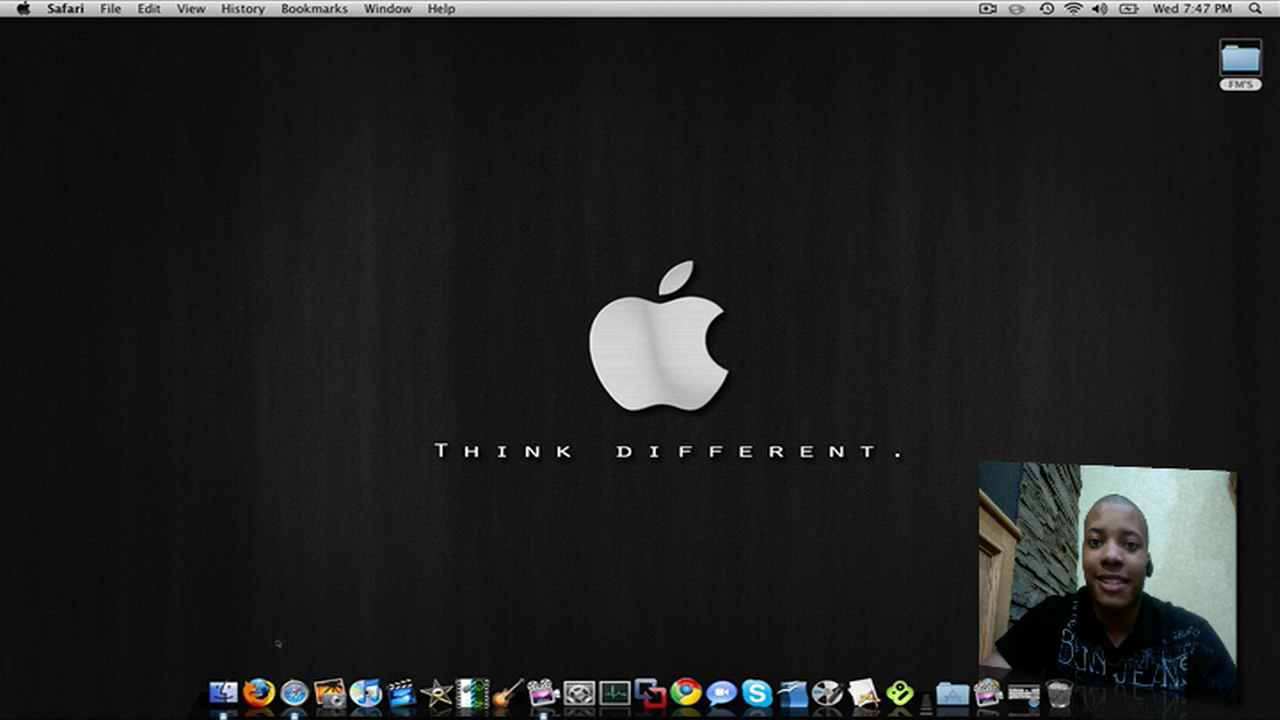 Safari File Edit View History Bookmarks Window Help Wed 7:47 PM
FM'S
THINK DIFFERENT.